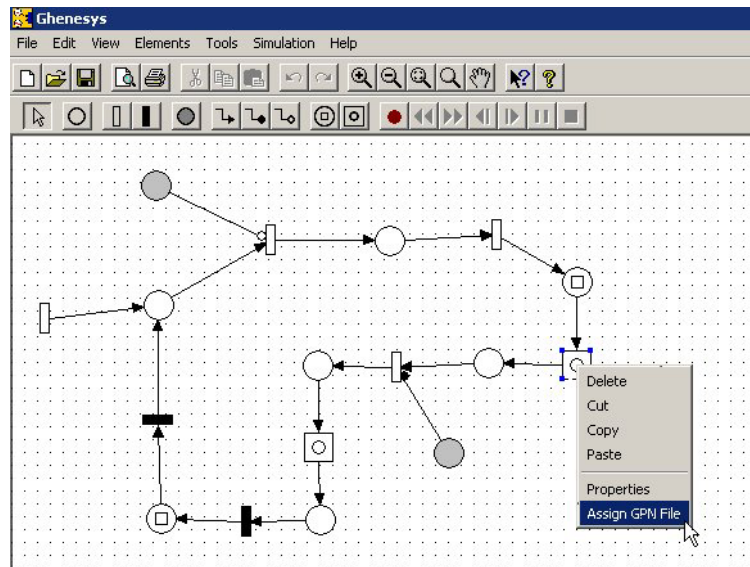 Ghenesys
File Edit View Elements Tools Simulation Help
Delete
Cut
Copy
Paste
Properties
Assign GPN File